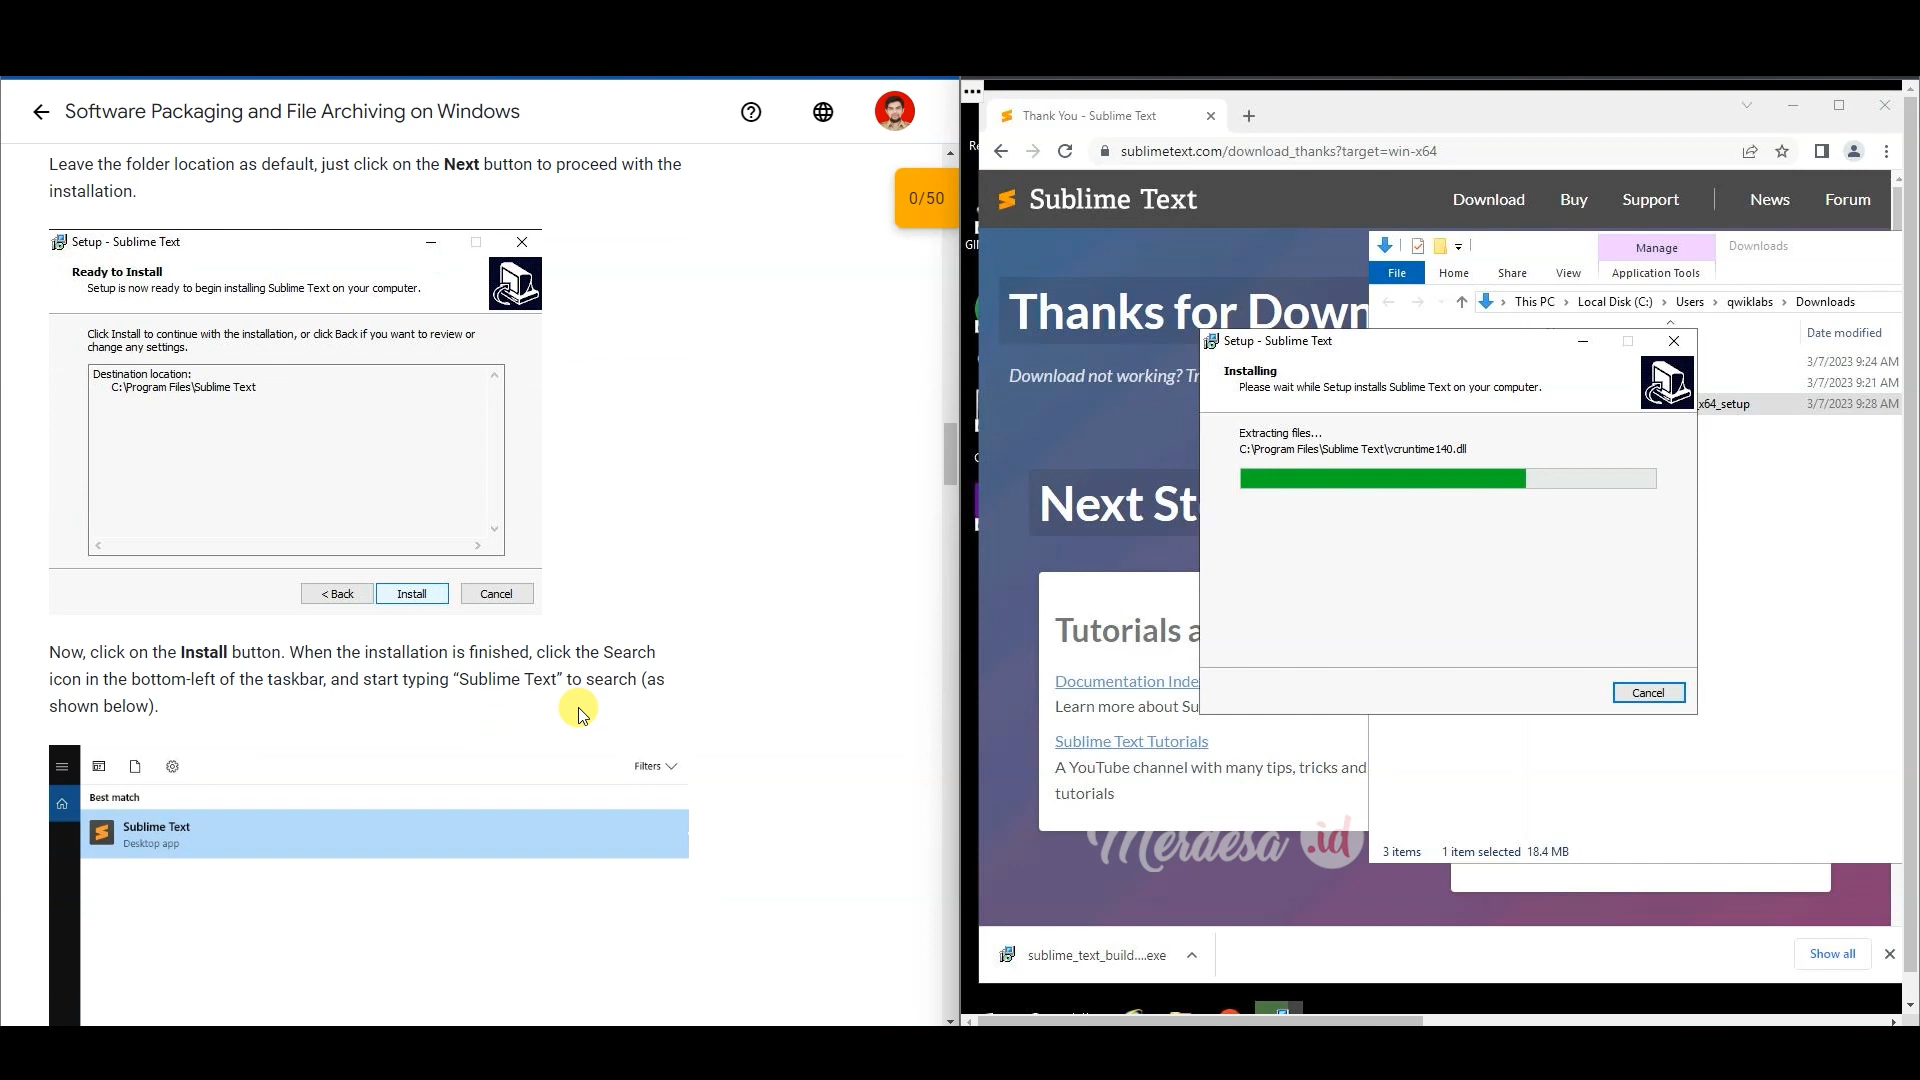 Software Packaging and File Archiving on Windows
Leave the folder location as default, just click on the Next button to proceed with the
installation.
0/50
Setup - Sublime Text
Ready to Install
Setup is now ready to begin installing Sublime Text on your computer.
Click Install to continue with the installation, or click Back if you want to review or
change any settings.
Destination location:
C:\Program Files\Sublime Text
< Back
Install
Cancel
Now, click on the Install button. When the installation is finished, click the Search
icon in the bottom-left of the taskbar, and start typing “Sublime Text” to search (as
shown below).
Filters
Best match
Sublime Text
Desktop app
Thank You - Sublime Text
sublimetext.com/download_thanks?target=win-x64
Sublime Text
Download
Buy
Support
News
Forum
Thanks for Down
Download not working? Tr
Next St
Tutorials a
Documentation Inde
Learn more about Su
Sublime Text Tutorials
A YouTube channel with many tips, tricks and
tutorials
Manage
Downloads
File
Home
Share
View
Application Tools
This PC > Local Disk (C:) > Users > qwiklabs > Downloads
Date modified
3/7/2023 9:24 AM
3/7/2023 9:21 AM
x64_setup
3/7/2023 9:28 AM
Setup - Sublime Text
Installing
Please wait while Setup installs Sublime Text on your computer.
Extracting files...
C:\Program Files\Sublime Text\vcruntime140.dll
Cancel
3 items
1 item selected 18.4 MB
Merdesa.id
sublime_text_build....exe
Show all